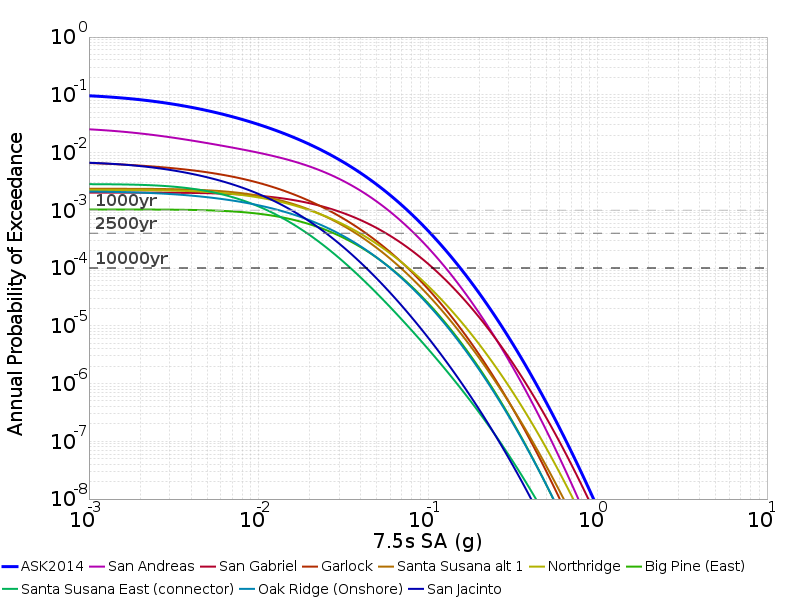 10^0
10^-1
10^-2
10^-3
10^-4
10^-5
10^-6
10^-7
10^-8
Annual Probability of Exceedance
1000yr
2500yr
10000yr
10^-3 10^-2 10^-1 10^0 10^1
7.5s SA (g)
ASK2014 San Andreas San Gabriel Garlock Santa Susana alt 1 Northridge Big Pine (East)
Santa Susana East (connector) Oak Ridge (Onshore) San Jacinto